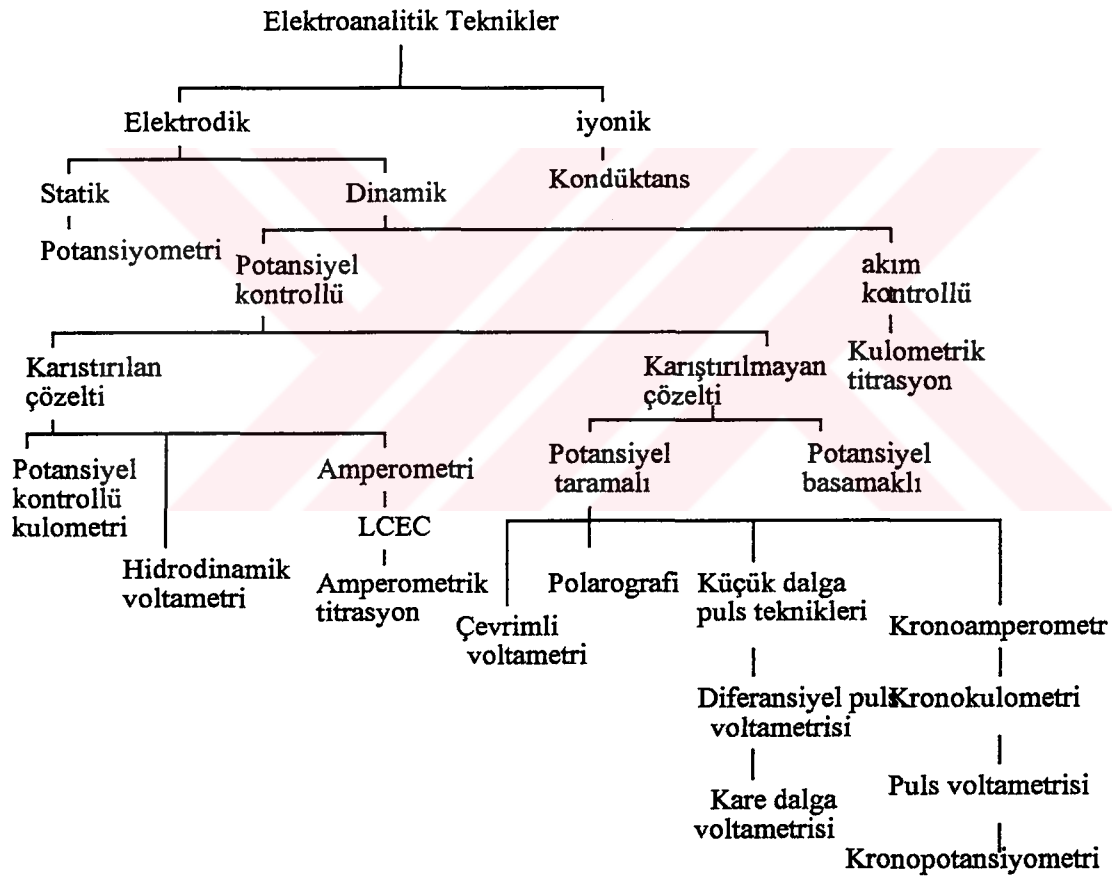 Elektroanalitik Teknikler
Elektrodik
iyonik
Statik
Dinamik
Kondüktans
Potansiyometri
Potansiyel
kontrollü
akım
kontrollü
Karıstırılan
çözelti
Karıştırılmayan
çözelti
Kulometrik
titrasyon
Potansiyel
kontrollü
kulometri
Hidrodinamik
voltametri
Amperometri
LCEC
Amperometrik
titrasyon
Potansiyel
taramalı
Potansiyel
basamaklı
Çevrimli
voltametri
Polarografi
Küçük dalga
puls teknikleri
Diferansiyel puls
voltametrisi
Kare dalga
voltametrisi
Kronoamperometr
Kronokulometri
Puls voltametrisi
Kronopotansiyometri